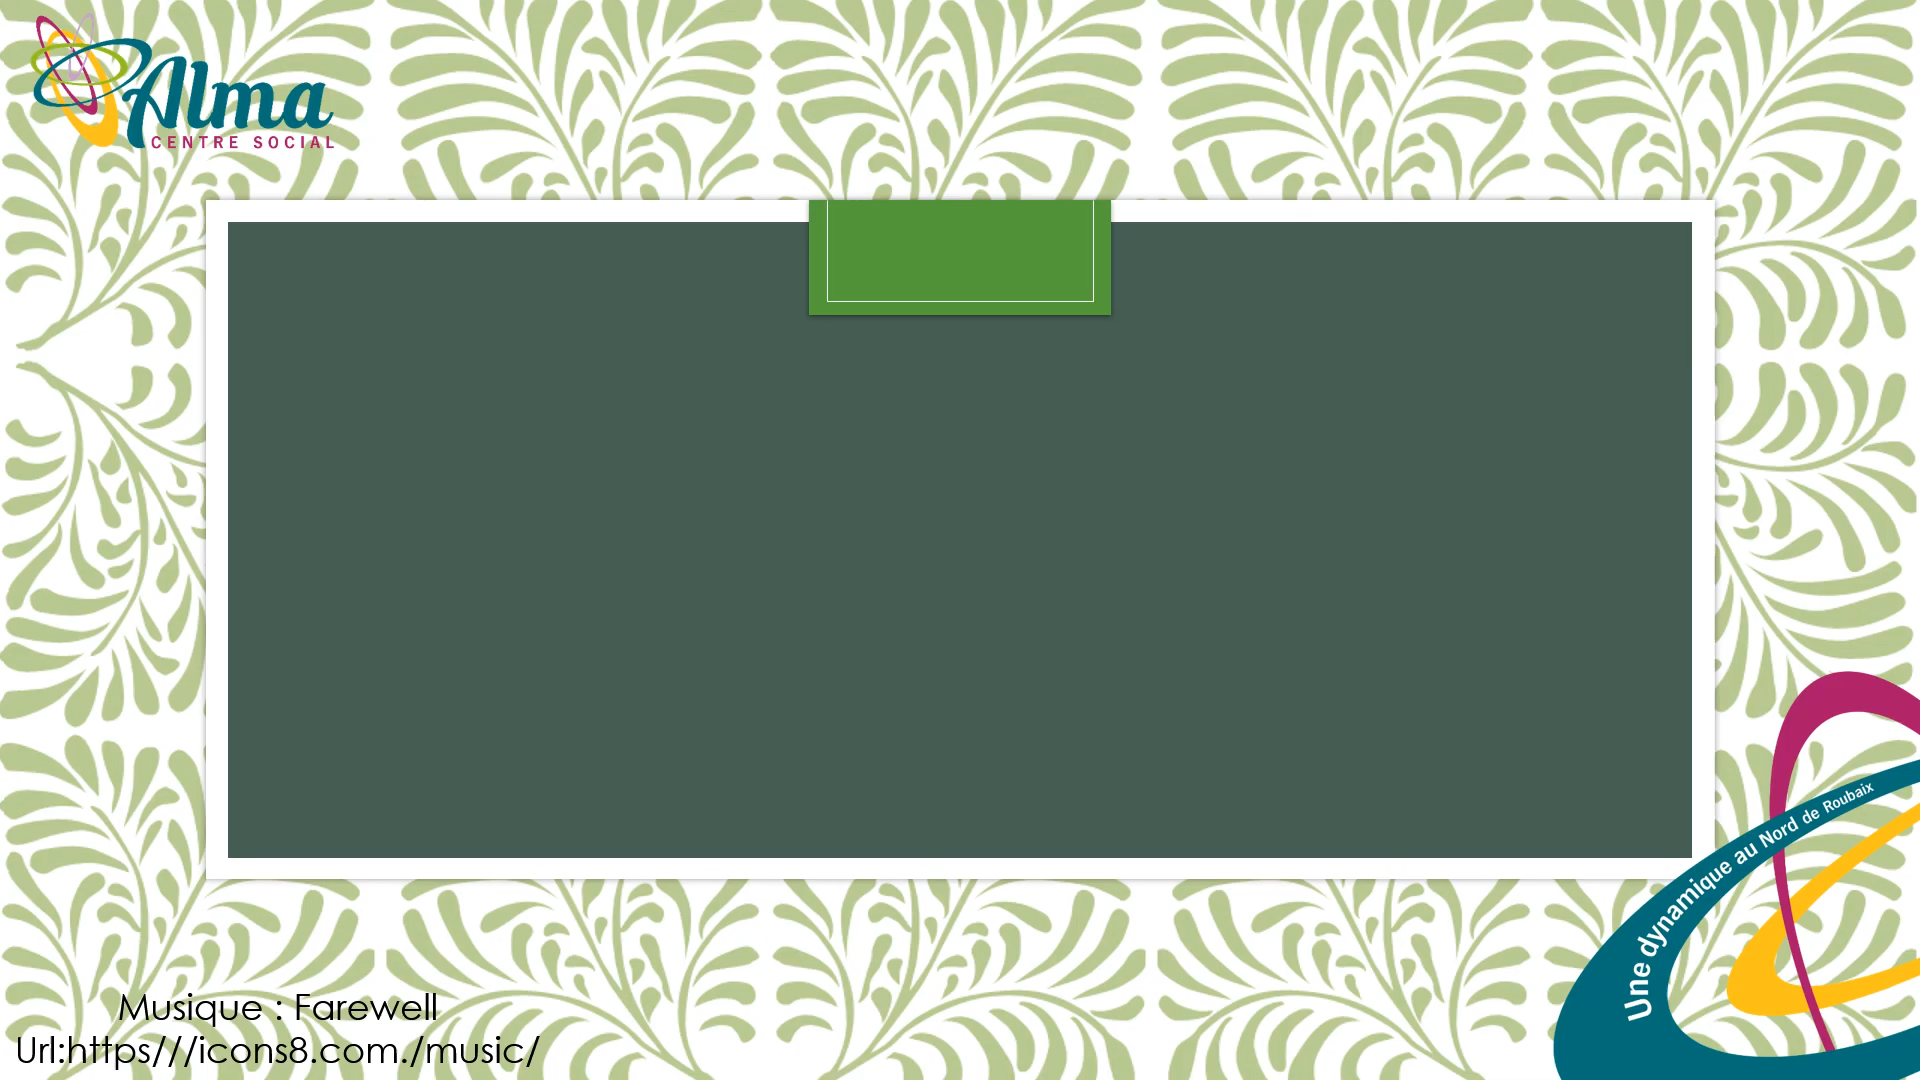 Alma
CENTRE SOCIAL
Une dynamique au Nord de Roubaix
Musique : Farewell
Url:https///icons8.com./music/